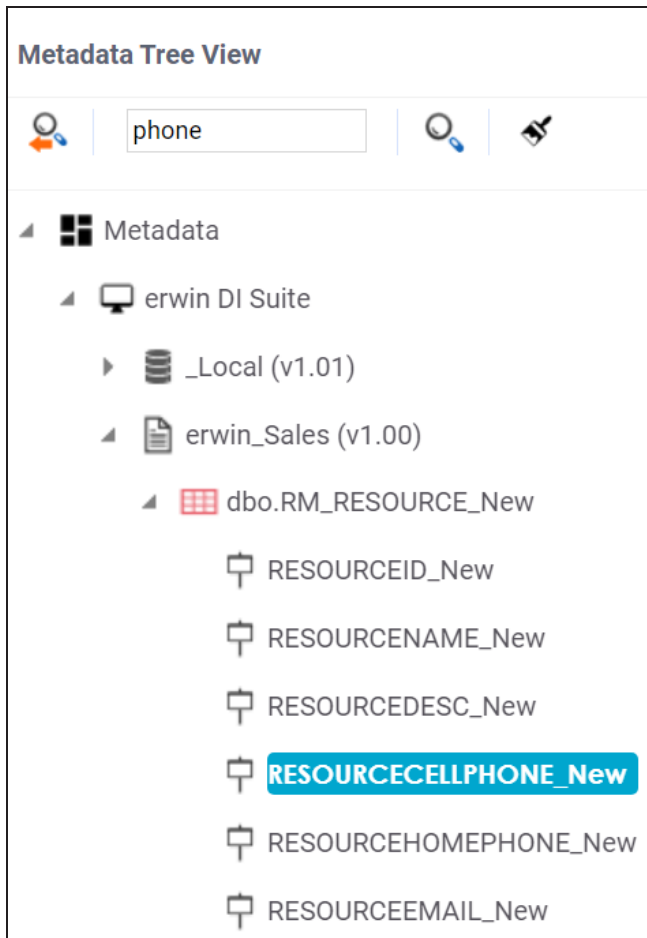 Metadata Tree View
phone
Metadata
erwin DI Suite
_Local (v1.01)
erwin_Sales (v1.00)
dbo.RM_RESOURCE_New
RESOURCEID_New
RESOURCENAME_New
RESOURCEDESC_New
RESOURCECELLPHONE_New
RESOURCEHOMEPHONE_New
RESOURCEEMAIL_New